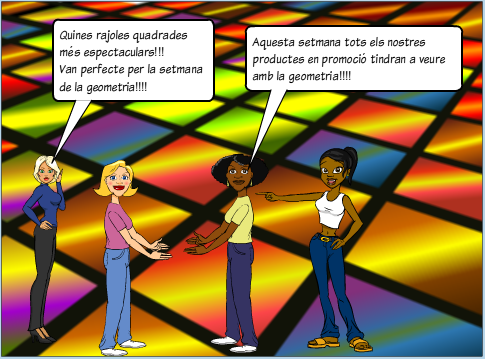 Quines rajoles quadrades
més espectaculars!!!
Van perfecte per la setmana
de la geometria!!!!
Aquesta setmana tots els nostres
productes en promoció tindran a veure
amb la geometria!!!!